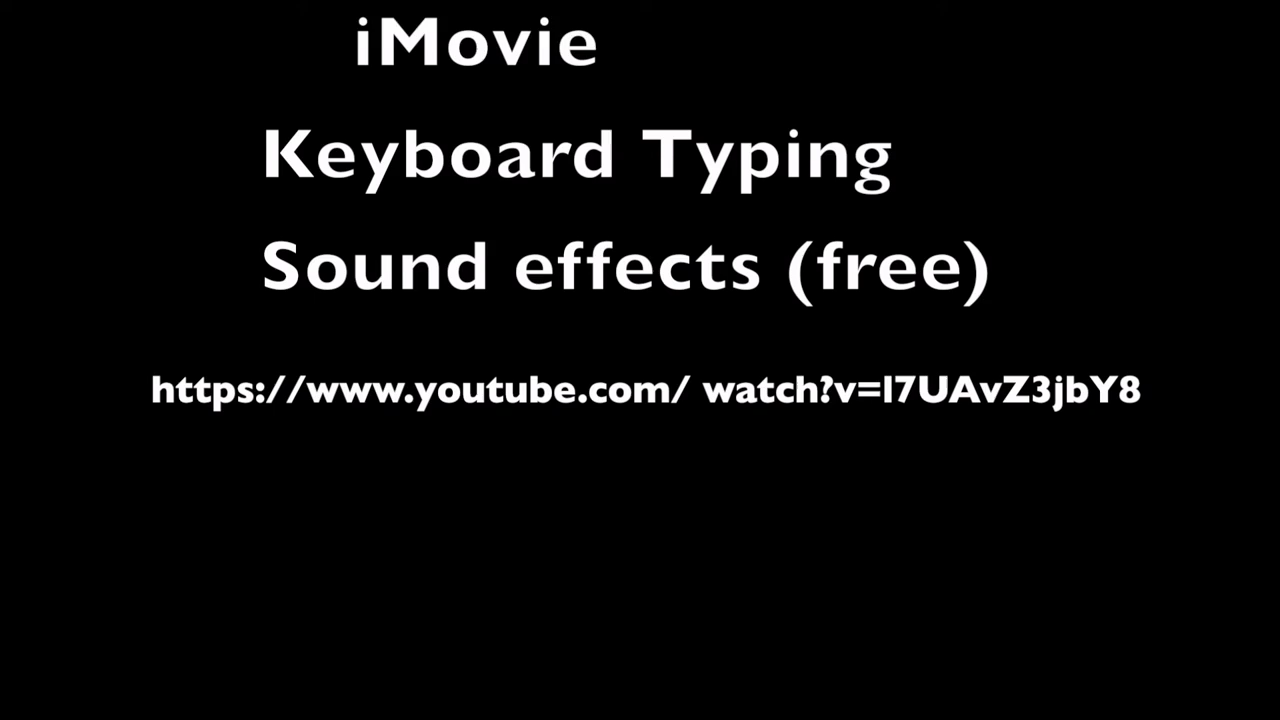 iMovie
Keyboard Typing
Sound effects (free)
https://www.youtube.com/ watch?v=l7UAvZ3jbY8